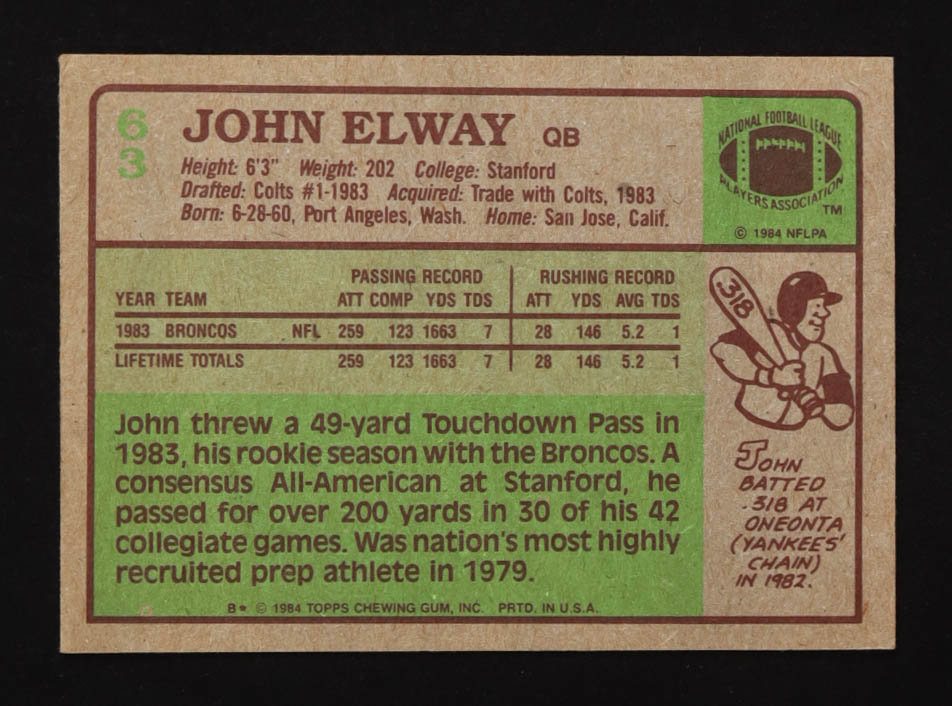 63
JOHN ELWAY QB
Height: 6'3" Weight: 202 College: Stanford
Drafted: Colts #1-1983 Acquired: Trade with Colts, 1983
Born: 6-28-60, Port Angeles, Wash. Home: San Jose, Calif.
NATIONAL FOOTBALL LEAGUE
PLAYERS ASSOCIATION
TM
© 1984 NFLPA
PASSING RECORD RUSHING RECORD
YEAR TEAM ATT COMP YDS TDS ATT YDS AVG TDS
1983 BRONCOS NFL 259 123 1663 7 28 146 5.2 1
LIFETIME TOTALS 259 123 1663 7 28 146 5.2 1
John threw a 49-yard Touchdown Pass in
1983, his rookie season with the Broncos. A
consensus All-American at Stanford, he
passed for over 200 yards in 30 of his 42
collegiate games. Was nation's most highly
recruited prep athlete in 1979.
B* © 1984 TOPPS CHEWING GUM, INC. PRTD. IN U.S.A.
.318
JOHN
BATTED
.318 AT
ONEONTA
(YANKEES'
CHAIN)
IN 1982.